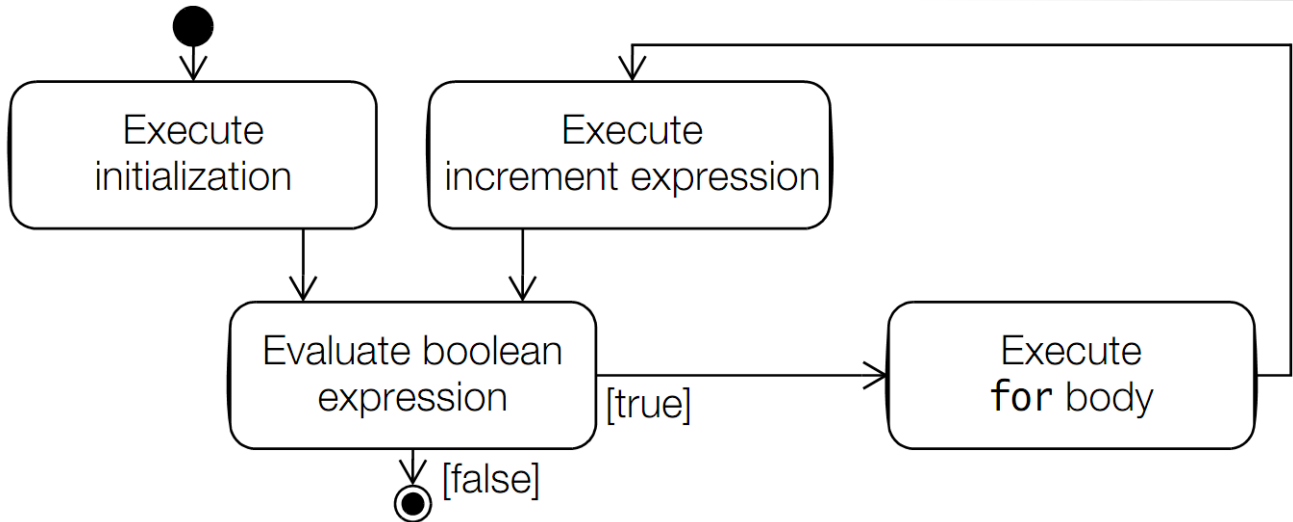 Execute
initialization
Execute
increment expression
Evaluate boolean
expression
[true]
Execute
for body
[false]